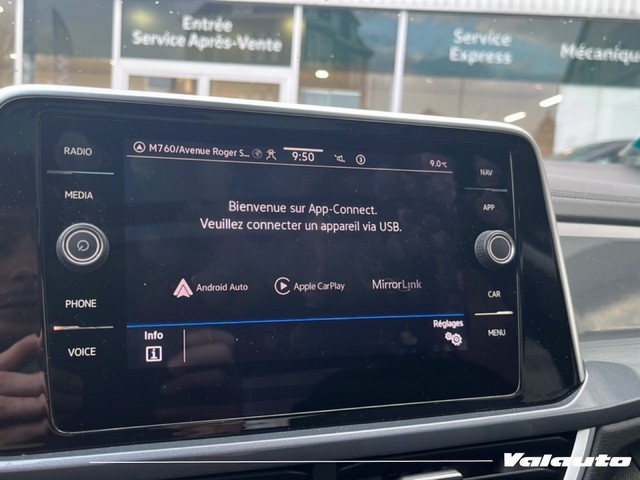 Entrée
Service Après-Vente
Service
Express
Mécanique
RADIO
MEDIA
PHONE
VOICE
M760/Avenue Roger S...
9:50
3
9.0°C
Bienvenue sur App-Connect.
Veuillez connecter un appareil via USB.
Android Auto
Apple CarPlay
MirrorLink
Info
Réglages
NAV
APP
CAR
MENU
Valauto